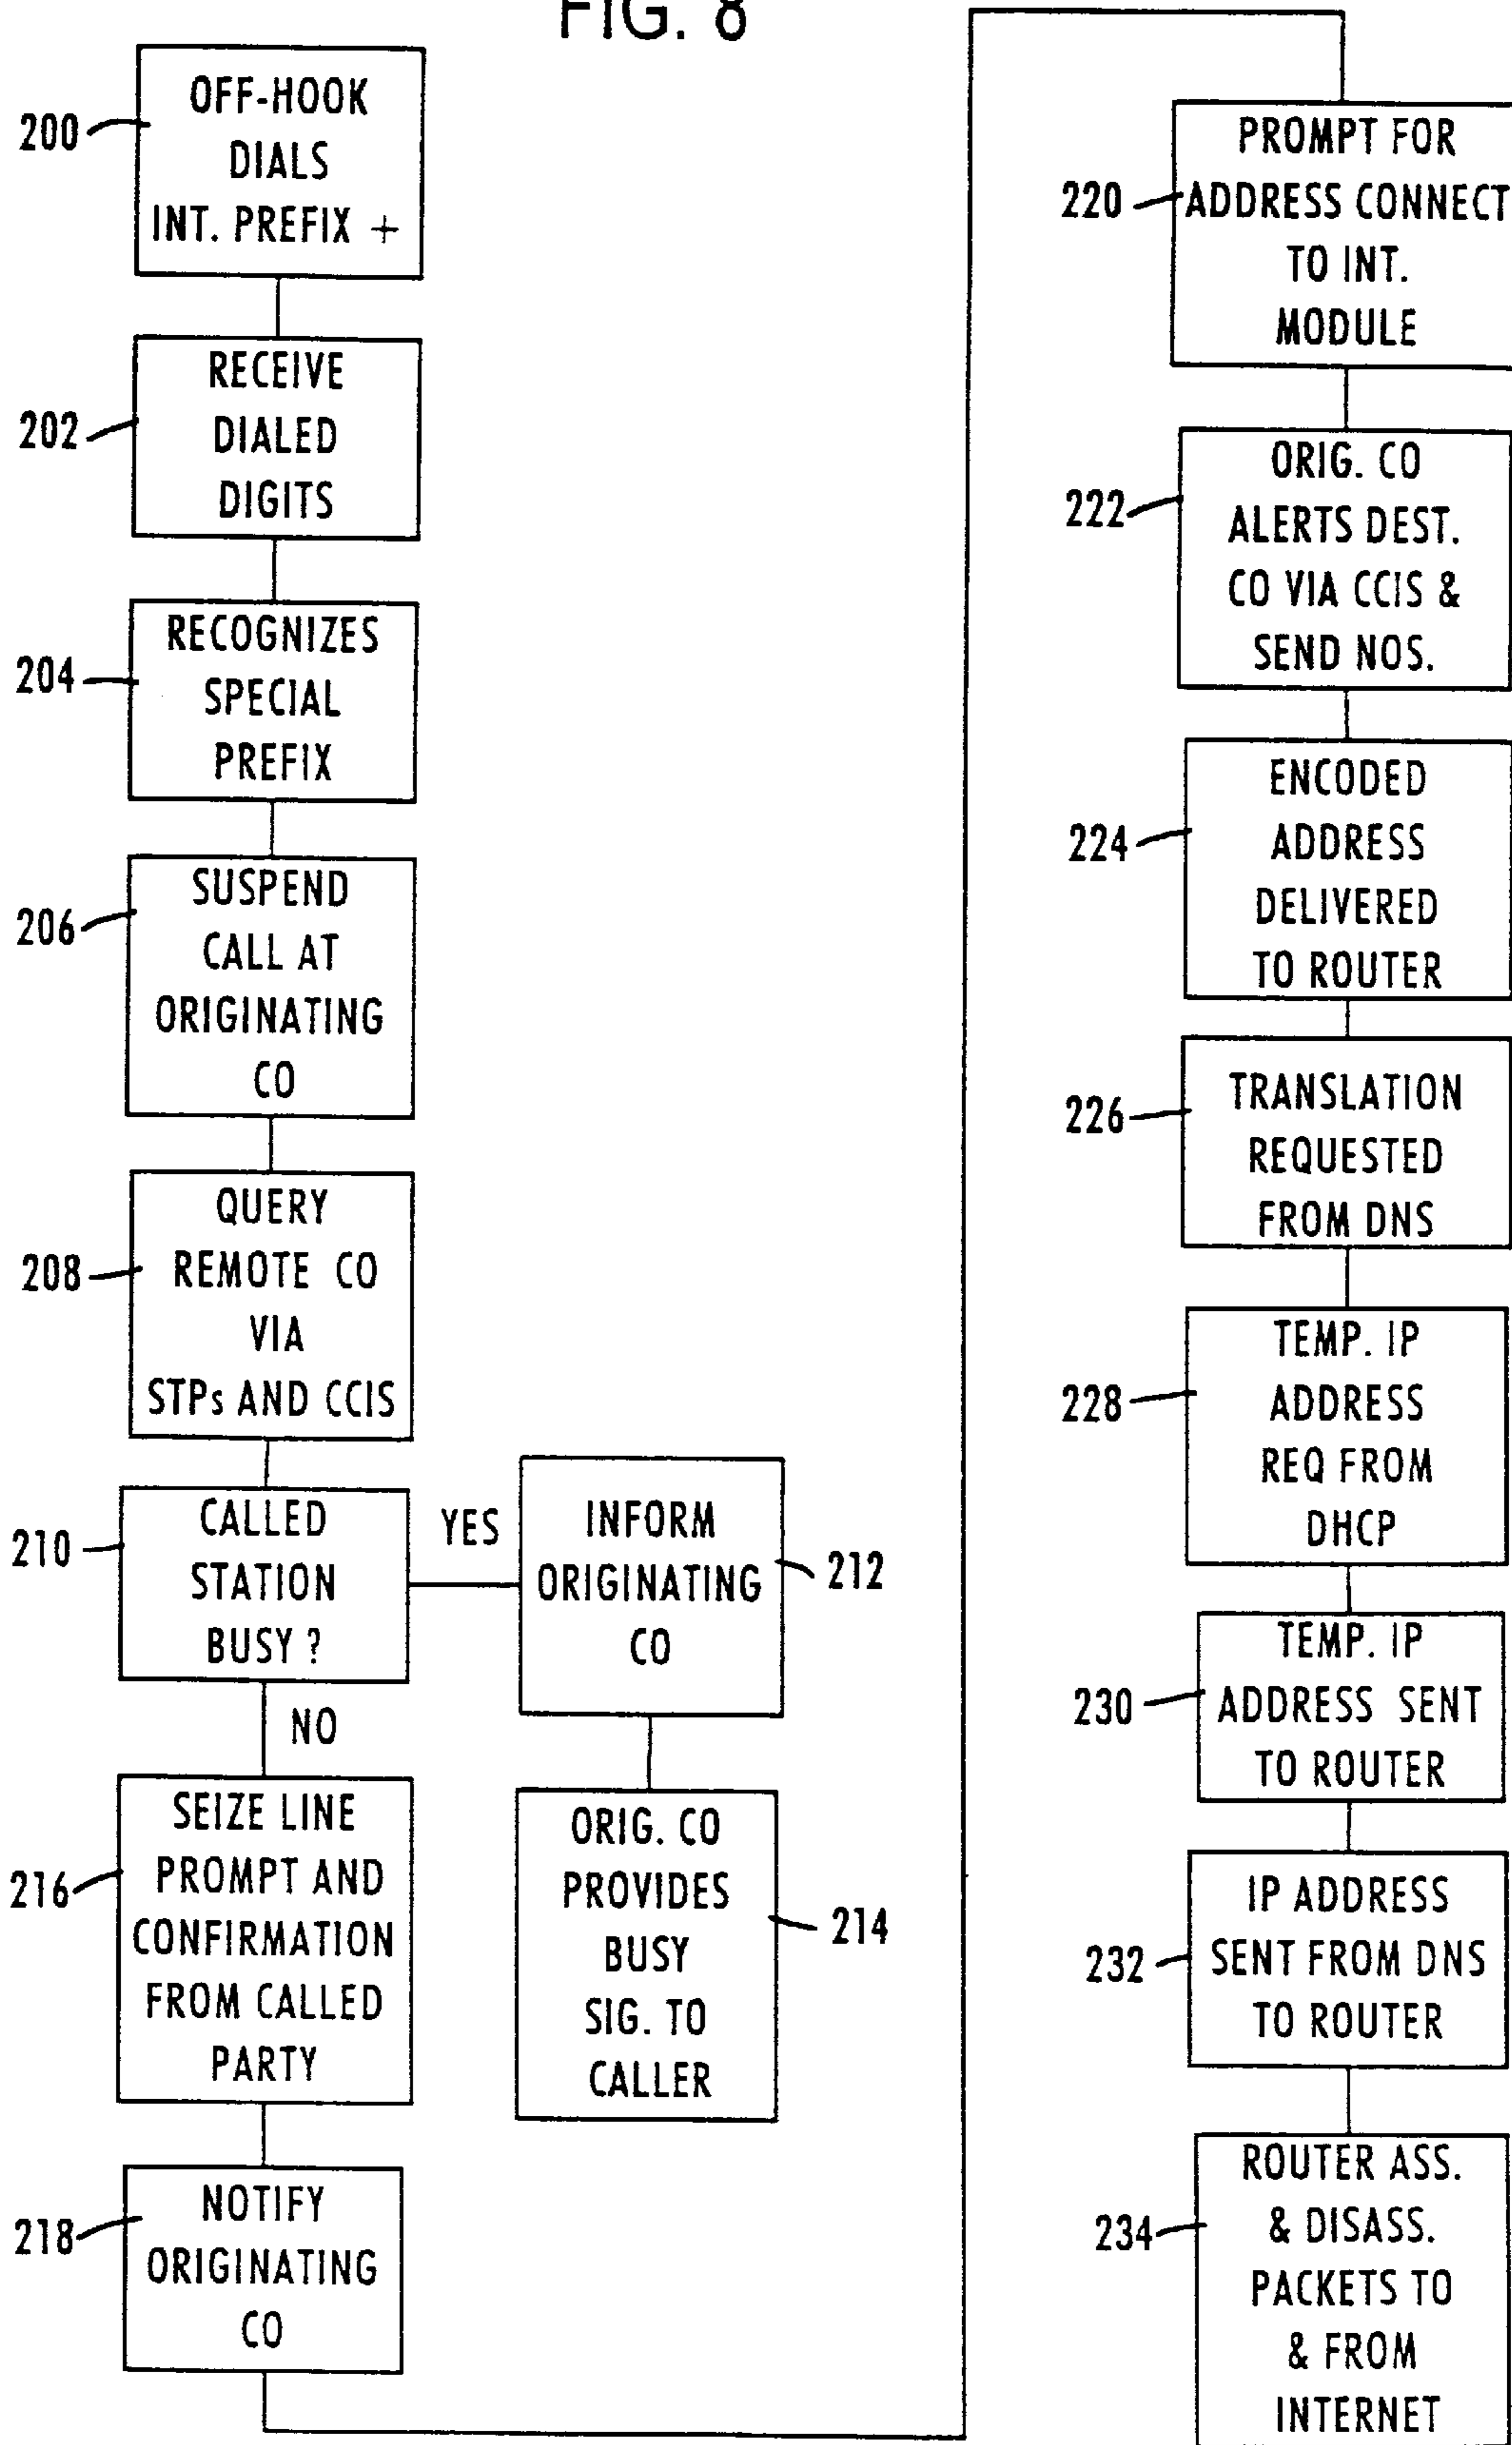 FIG. 8
200
OFF-HOOK
DIALS
INT. PREFIX +
202
RECEIVE
DIALED
DIGITS
204
RECOGNIZES
SPECIAL
PREFIX
206
SUSPEND
CALL AT
ORIGINATING
CO
208
QUERY
REMOTE CO
VIA
STPs AND CCIS
210
CALLED
STATION
BUSY ?
YES
NO
INFORM
ORIGINATING
CO
212
ORIG. CO
PROVIDES
BUSY
SIG. TO
CALLER
214
216
SEIZE LINE
PROMPT AND
CONFIRMATION
FROM CALLED
PARTY
218
NOTIFY
ORIGINATING
CO
220
PROMPT FOR
ADDRESS CONNECT
TO INT.
MODULE
222
ORIG. CO
ALERTS DEST.
CO VIA CCIS &
SEND NOS.
224
ENCODED
ADDRESS
DELIVERED
TO ROUTER
226
TRANSLATION
REQUESTED
FROM DNS
228
TEMP. IP
ADDRESS
REQ FROM
DHCP
230
TEMP. IP
ADDRESS SENT
TO ROUTER
232
IP ADDRESS
SENT FROM DNS
TO ROUTER
234
ROUTER ASS.
& DISASS.
PACKETS TO
& FROM
INTERNET